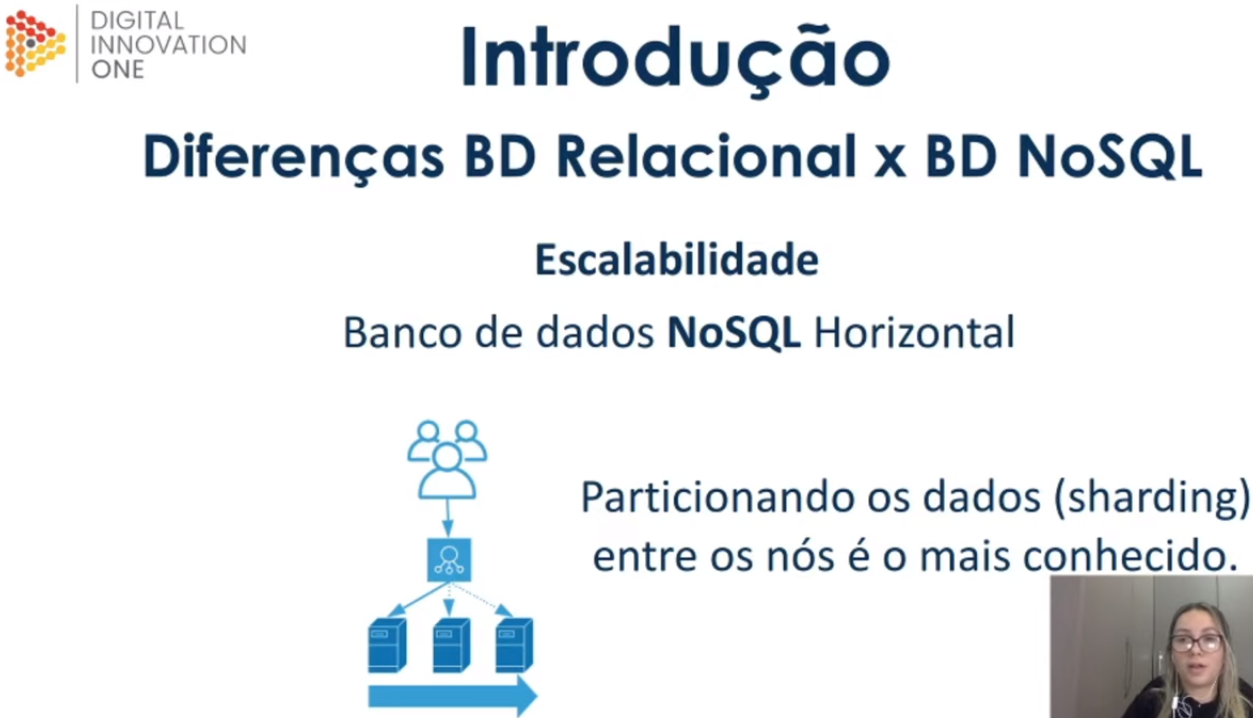 DIGITAL
INNOVATION
ONE
Introdução
Diferenças BD Relacional x BD NoSQL
Escalabilidade
Banco de dados NoSQL Horizontal
Particionando os dados (sharding)
entre os nós é o mais conhecido.